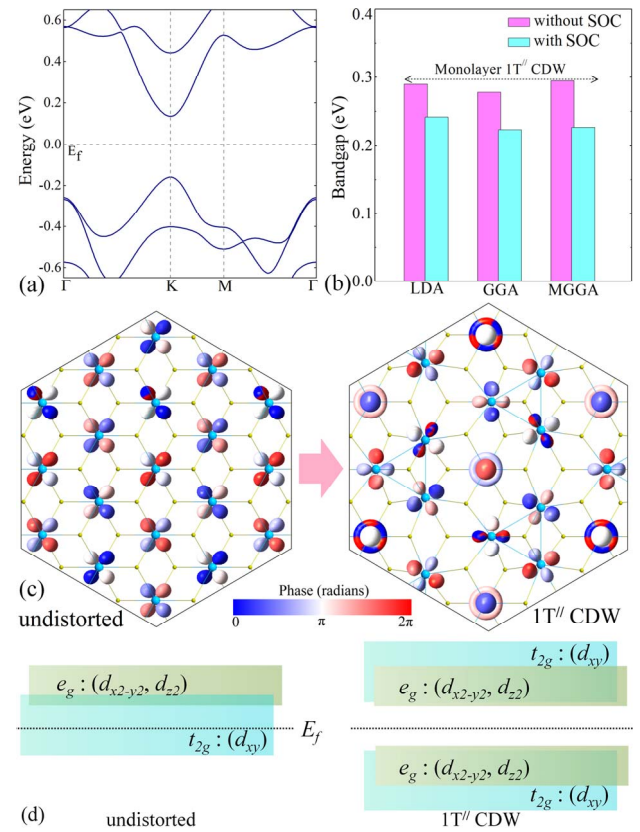 0.6
0.4
0.2
0.0
-0.2
-0.4
-0.6
Energy (eV)
E_f
Γ K M Γ
(a)
without SOC
with SOC
Monolayer 1T^// CDW
0.4
0.3
0.2
0.1
0.0
Bandgap (eV)
LDA GGA MGGA
(b)
(c)
undistorted
Phase (radians)
0 π 2π
1T^// CDW
e_g : (d_x2-y2, d_z2)
t_2g : (d_xy)
E_f
t_2g : (d_xy)
e_g : (d_x2-y2, d_z2)
e_g : (d_x2-y2, d_z2)
t_2g : (d_xy)
(d)
undistorted
1T^// CDW